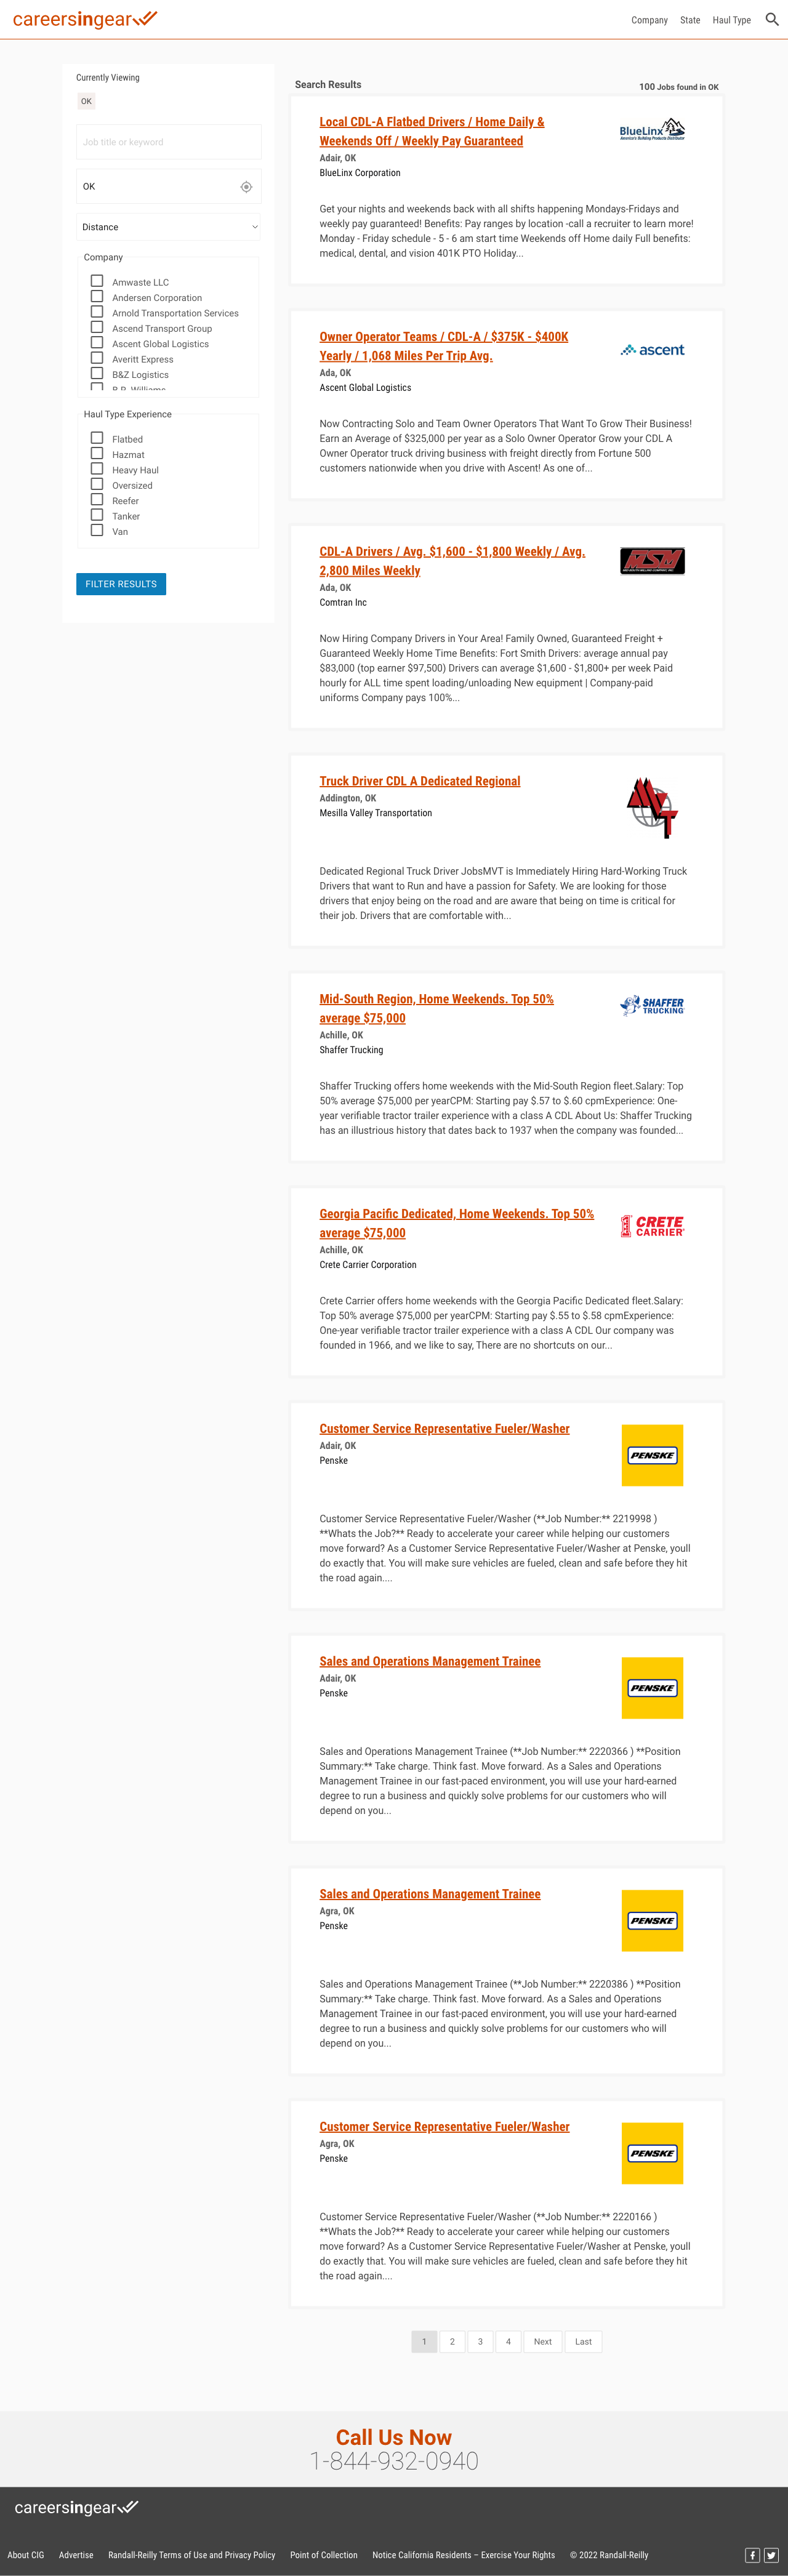 careersingear
Company State Haul Type
Currently Viewing
OK
Job title or keyword
OK
Distance
Company
Amwaste LLC
Andersen Corporation
Arnold Transportation Services
Ascend Transport Group
Ascent Global Logistics
Averitt Express
B&Z Logistics
B.R. Williams
Haul Type Experience
Flatbed
Hazmat
Heavy Haul
Oversized
Reefer
Tanker
Van
FILTER RESULTS
Search Results
100 Jobs found in OK
Local CDL-A Flatbed Drivers / Home Daily &
Weekends Off / Weekly Pay Guaranteed
Adair, OK
BlueLinx Corporation
BlueLinx
America's Building Products Distributor
Get your nights and weekends back with all shifts happening Mondays-Fridays and
weekly pay guaranteed! Benefits: Pay ranges by location -call a recruiter to learn more!
Monday - Friday schedule - 5 - 6 am start time Weekends off Home daily Full benefits:
medical, dental, and vision 401K PTO Holiday...
Owner Operator Teams / CDL-A / $375K - $400K
Yearly / 1,068 Miles Per Trip Avg.
Ada, OK
Ascent Global Logistics
ascent
Now Contracting Solo and Team Owner Operators That Want To Grow Their Business!
Earn an Average of $325,000 per year as a Solo Owner Operator Grow your CDL A
Owner Operator truck driving business with freight directly from Fortune 500
customers nationwide when you drive with Ascent! As one of...
CDL-A Drivers / Avg. $1,600 - $1,800 Weekly / Avg.
2,800 Miles Weekly
Ada, OK
Comtran Inc
RSM
Now Hiring Company Drivers in Your Area! Family Owned, Guaranteed Freight +
Guaranteed Weekly Home Time Benefits: Fort Smith Drivers: average annual pay
$83,000 (top earner $97,500) Drivers can average $1,600 - $1,800+ per week Paid
hourly for ALL time spent loading/unloading New equipment | Company-paid
uniforms Company pays 100%...
Truck Driver CDL A Dedicated Regional
Addington, OK
Mesilla Valley Transportation
MVT
Dedicated Regional Truck Driver JobsMVT is Immediately Hiring Hard-Working Truck
Drivers that want to Run and have a passion for Safety. We are looking for those
drivers that enjoy being on the road and are aware that being on time is critical for
their job. Drivers that are comfortable with...
Mid-South Region, Home Weekends. Top 50%
average $75,000
Achille, OK
Shaffer Trucking
SHAFFER
TRUCKING
Shaffer Trucking offers home weekends with the Mid-South Region fleet.Salary: Top
50% average $75,000 per yearCPM: Starting pay $.57 to $.60 cpmExperience: One-
year verifiable tractor trailer experience with a class A CDL About Us: Shaffer Trucking
has an illustrious history that dates back to 1937 when the company was founded...
Georgia Pacific Dedicated, Home Weekends. Top 50%
average $75,000
Achille, OK
Crete Carrier Corporation
CRETE
CARRIER
Crete Carrier offers home weekends with the Georgia Pacific Dedicated fleet.Salary:
Top 50% average $75,000 per yearCPM: Starting pay $.55 to $.58 cpmExperience:
One-year verifiable tractor trailer experience with a class A CDL Our company was
founded in 1966, and we like to say, There are no shortcuts on our...
Customer Service Representative Fueler/Washer
Adair, OK
Penske
PENSKE
Customer Service Representative Fueler/Washer (**Job Number:** 2219998 )
**Whats the Job?** Ready to accelerate your career while helping our customers
move forward? As a Customer Service Representative Fueler/Washer at Penske, youll
do exactly that. You will make sure vehicles are fueled, clean and safe before they hit
the road again....
Sales and Operations Management Trainee
Adair, OK
Penske
PENSKE
Sales and Operations Management Trainee (**Job Number:** 2220366 ) **Position
Summary:** Take charge. Think fast. Move forward. As a Sales and Operations
Management Trainee in our fast-paced environment, you will use your hard-earned
degree to run a business and quickly solve problems for our customers who will
depend on you...
Sales and Operations Management Trainee
Agra, OK
Penske
PENSKE
Sales and Operations Management Trainee (**Job Number:** 2220386 ) **Position
Summary:** Take charge. Think fast. Move forward. As a Sales and Operations
Management Trainee in our fast-paced environment, you will use your hard-earned
degree to run a business and quickly solve problems for our customers who will
depend on you...
Customer Service Representative Fueler/Washer
Agra, OK
Penske
PENSKE
Customer Service Representative Fueler/Washer (**Job Number:** 2220166 )
**Whats the Job?** Ready to accelerate your career while helping our customers
move forward? As a Customer Service Representative Fueler/Washer at Penske, youll
do exactly that. You will make sure vehicles are fueled, clean and safe before they hit
the road again....
1 2 3 4 Next Last
Call Us Now
1-844-932-0940
careersingear
About CIG Advertise Randall-Reilly Terms of Use and Privacy Policy Point of Collection Notice California Residents – Exercise Your Rights © 2022 Randall-Reilly